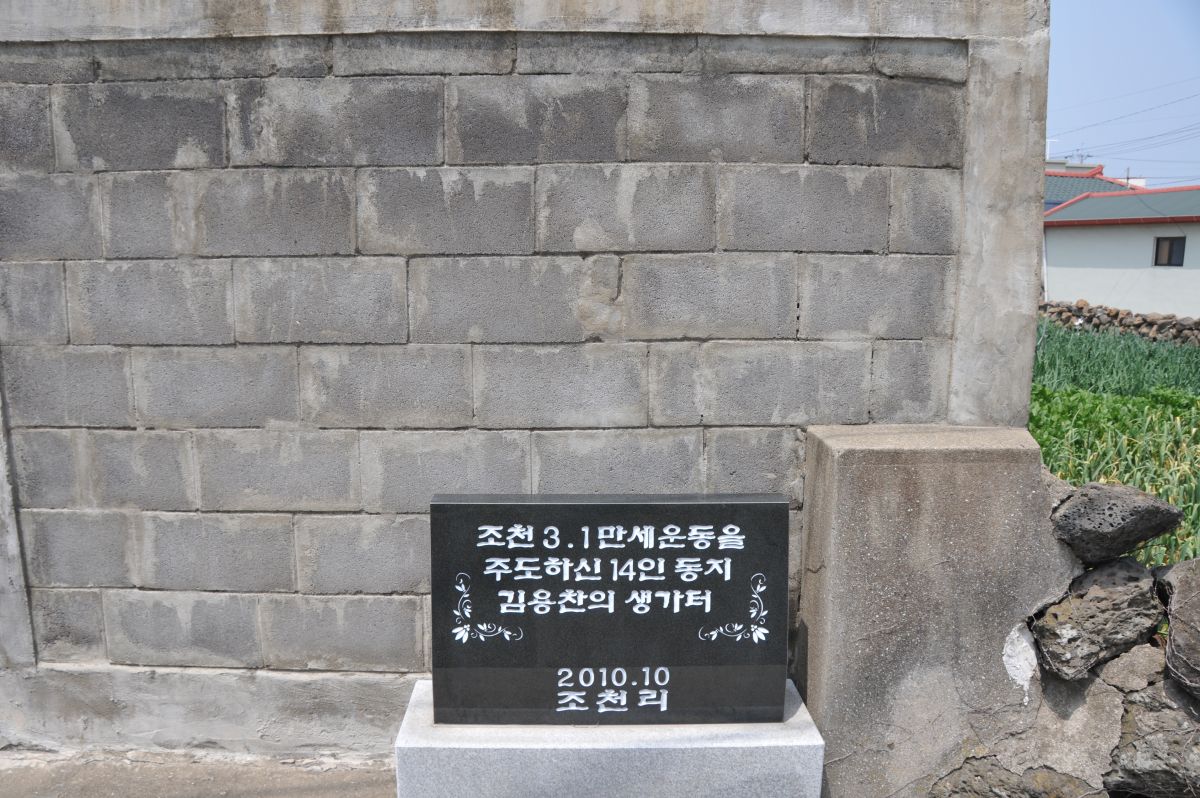 조천 3.1만세운동을
주도하신 14인 동지
김용찬의 생가터
2010.10
조천리